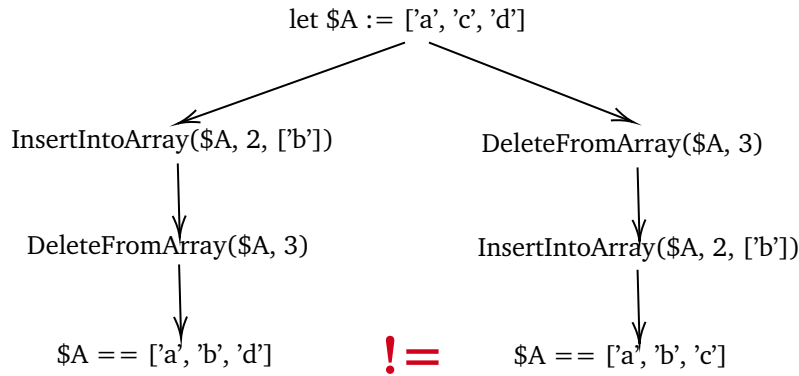 let $A := [’a’, ’c’, ’d’]
InsertIntoArray($A, 2, [’b’])
DeleteFromArray($A, 3)
DeleteFromArray($A, 3)
InsertIntoArray($A, 2, [’b’])
$A == [’a’, ’b’, ’d’]
!=
$A == [’a’, ’b’, ’c’]